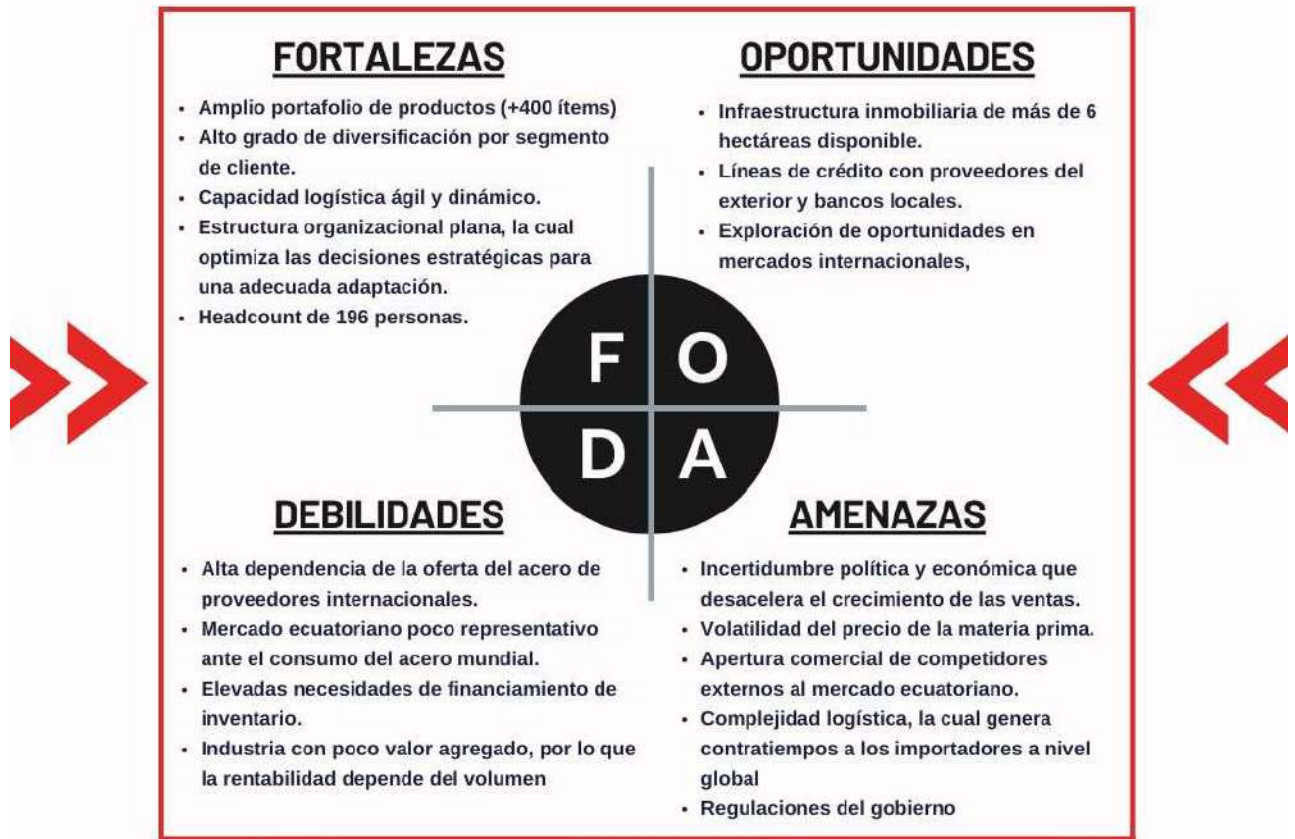 FORTALEZAS
• Amplio portafolio de productos (+400 ítems)
• Alto grado de diversificación por segmento
de cliente.
• Capacidad logística ágil y dinámico.
• Estructura organizacional plana, la cual
optimiza las decisiones estratégicas para
una adecuada adaptación.
• Headcount de 196 personas.
OPORTUNIDADES
• Infraestructura inmobiliaria de más de 6
hectáreas disponible.
• Líneas de crédito con proveedores del
exterior y bancos locales.
• Exploración de oportunidades en
mercados internacionales,
F O
D A
DEBILIDADES
• Alta dependencia de la oferta del acero de
proveedores internacionales.
• Mercado ecuatoriano poco representativo
ante el consumo del acero mundial.
• Elevadas necesidades de financiamiento de
inventario.
• Industria con poco valor agregado, por lo que
la rentabilidad depende del volumen
AMENAZAS
• Incertidumbre política y económica que
desacelera el crecimiento de las ventas.
• Volatilidad del precio de la materia prima.
• Apertura comercial de competidores
externos al mercado ecuatoriano.
• Complejidad logística, la cual genera
contratiempos a los importadores a nivel
global
• Regulaciones del gobierno